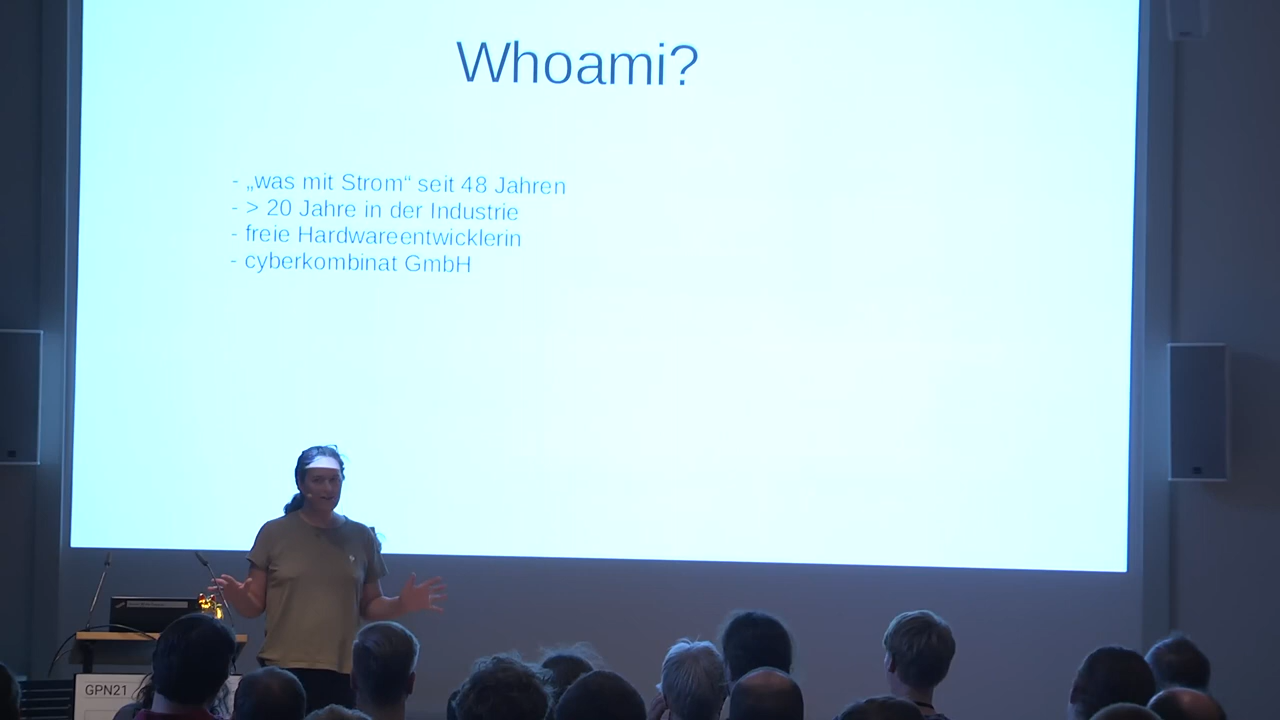 Whoami?
- „was mit Strom“ seit 48 Jahren
- > 20 Jahre in der Industrie
- freie Hardwareentwicklerin
- cyberkombinat GmbH
GPN21